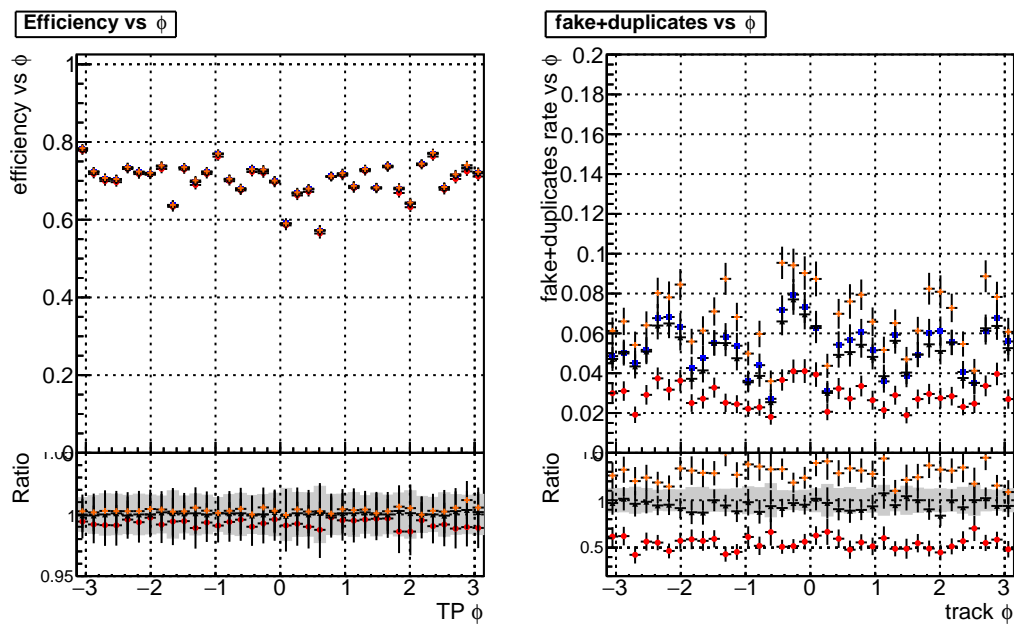 Efficiency vs ϕ
efficiency vs ϕ
1
0.8
0.6
0.4
0.2
0
Ratio
1
0.95
−3 −2 −1 0 1 2 3
TP ϕ
fake+duplicates vs ϕ
fake+duplicates rate vs ϕ
0.2
0.18
0.16
0.14
0.12
0.1
0.08
0.06
0.04
0.02
Ratio
1
0.5
−3 −2 −1 0 1 2 3
track ϕ